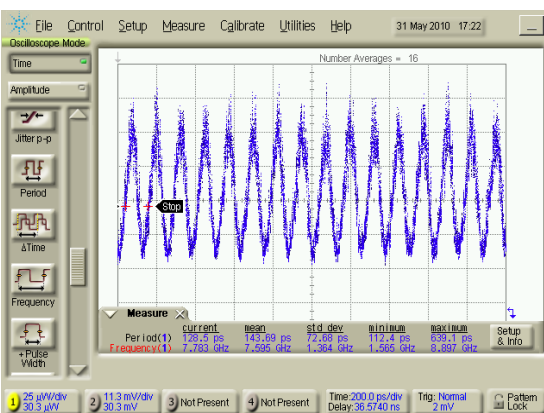 File Control Setup Measure Calibrate Utilities Help 31 May 2010 17:22
Oscilloscope Mode
Time
Amplitude
Jitter p-p
Period
ΔTime
Frequency
+ Pulse
Width
Number Averages = 16
Stop
Measure
current mean std dev minimum maximum
Period(1) 128.5 ps 143.69 ps 72.68 ps 112.4 ps 639.1 ps
Frequency(1) 7.783 GHz 7.595 GHz 1.364 GHz 1.565 GHz 8.897 GHz
Setup
& Info
1 25 µW/div
30.3 µW
2 11.3 mV/div
30.3 mV
3 Not Present
4 Not Present
Time:200.0 ps/div
Delay:36.5740 ns
Trig: Normal
2 mV
Pattern
Lock